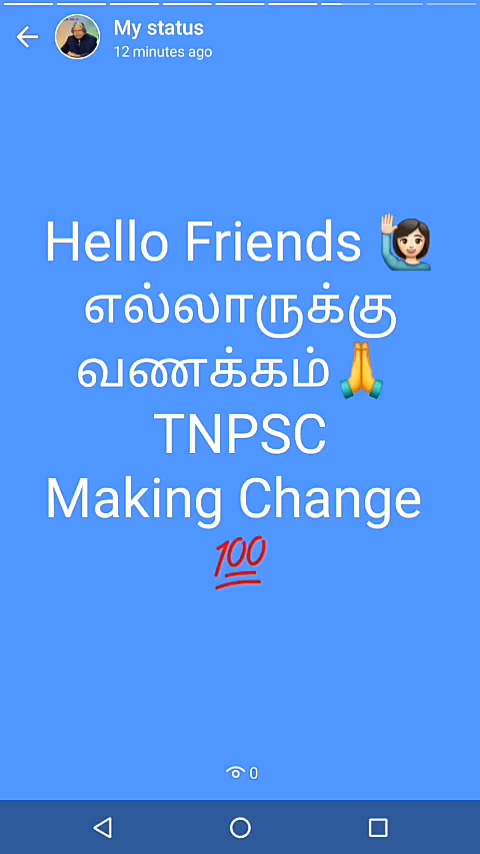 My status
12 minutes ago
Hello Friends 🙋🏻‍♀️
எல்லாருக்கு
வணக்கம்🙏
TNPSC
Making Change
💯
0